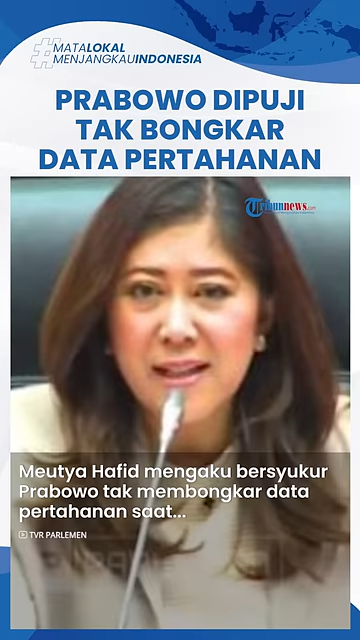 #MATALOKAL
MENJANGKAUINDONESIA
PRABOWO DIPUJI
TAK BONGKAR
DATA PERTAHANAN
Tribunnews.com
Meutya Hafid mengaku bersyukur
Prabowo tak membongkar data
pertahanan saat...
TVR PARLEMEN